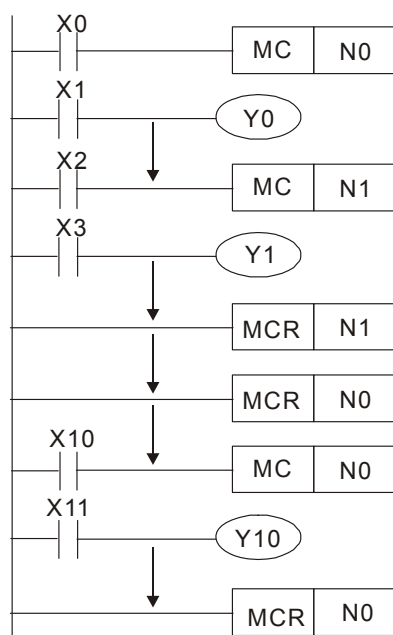 X0
MC N0
X1
Y0
X2
MC N1
X3
Y1
MCR N1
MCR N0
X10
MC N0
X11
Y10
MCR N0